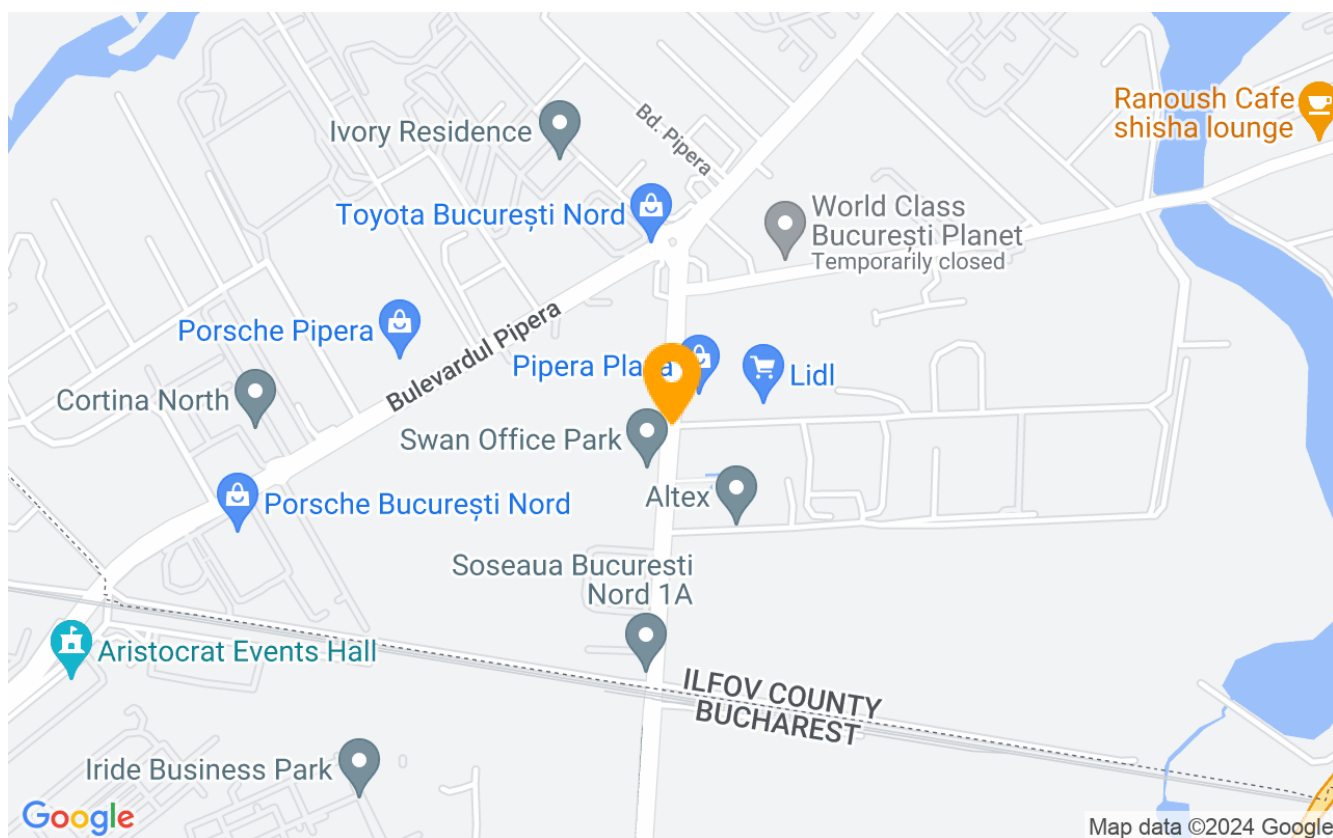 Ranoush Cafe
shisha lounge
Ivory Residence
Bd. Pipera
Toyota București Nord
World Class
București Planet
Temporarily closed
Porsche Pipera
Bulevardul Pipera
Pipera Pla
Lidl
Cortina North
Swan Office Park
Altex
Porsche București Nord
Soseaua Bucuresti
Nord 1A
Aristocrat Events Hall
ILFOV COUNTY
BUCHAREST
Iride Business Park
Google
Map data ©2024 Google